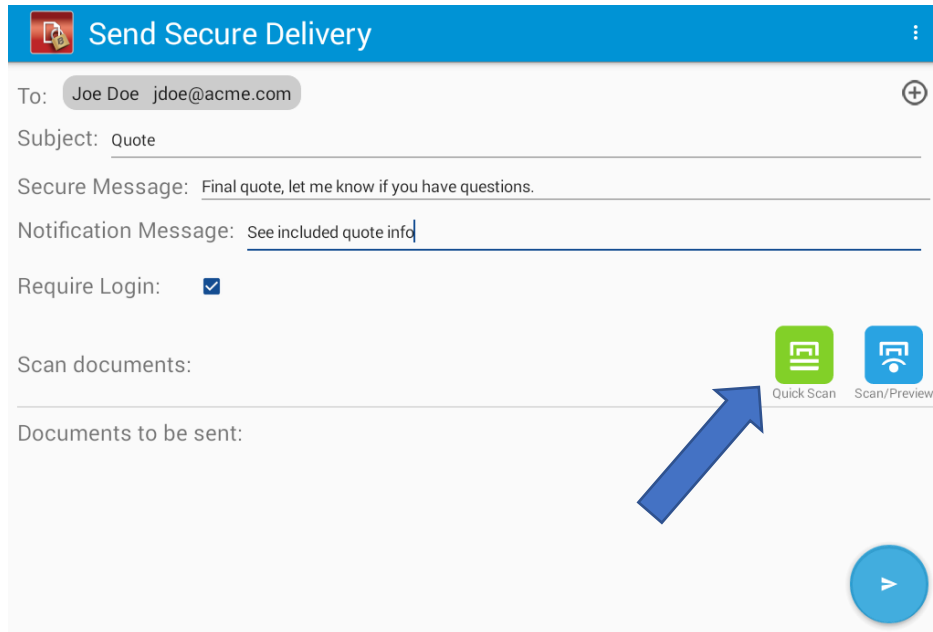 Send Secure Delivery
To: Joe Doe jdoe@acme.com
Subject: Quote
Secure Message: Final quote, let me know if you have questions.
Notification Message: See included quote info
Require Login:
Scan documents:
Quick Scan Scan/Preview
Documents to be sent: